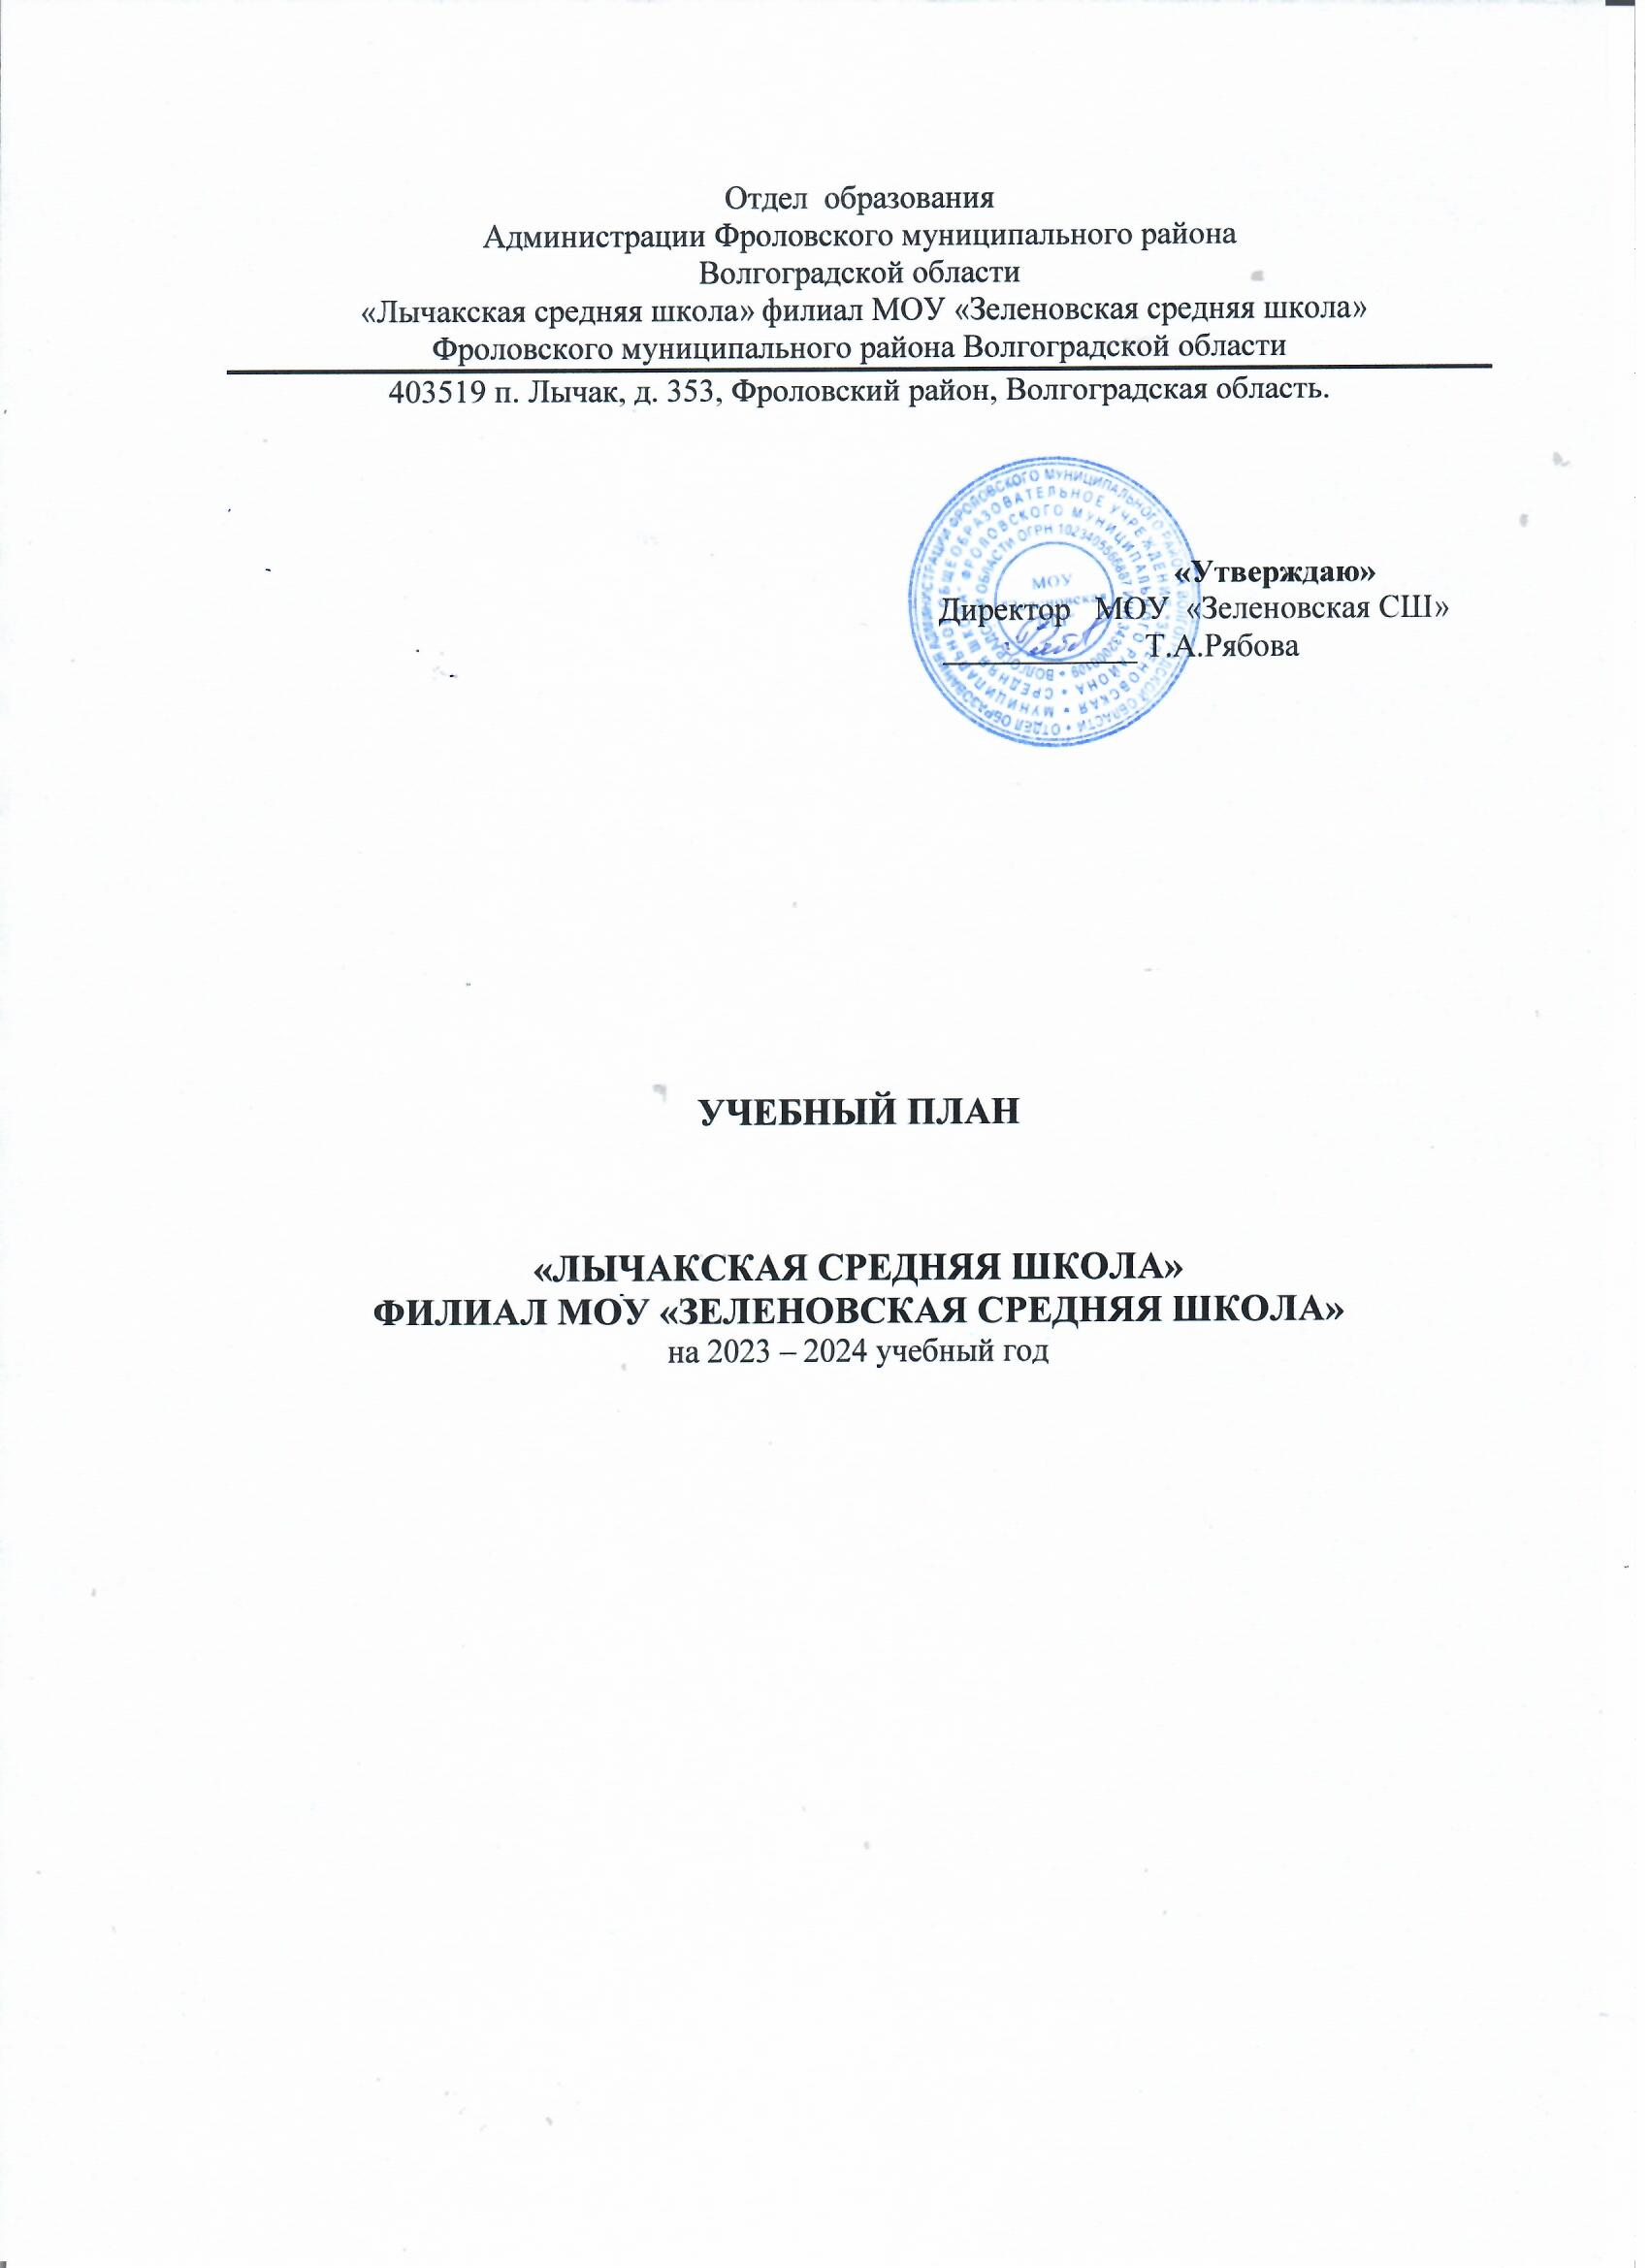 Отдел образования
Администрации Фроловского муниципального района
Волгоградской области
«Лычакская средняя школа» филиал МОУ «Зеленовская средняя школа»
Фроловского муниципального района Волгоградской области
403519 п. Лычак, д. 353, Фроловский район, Волгоградская область.
«Утверждаю»
Директор МОУ «Зеленовская СШ»
Т.А.Рябова
МОУ
УЧЕБНЫЙ ПЛАН
«ЛЫЧАКСКАЯ СРЕДНЯЯ ШКОЛА»
ФИЛИАЛ МОУ «ЗЕЛЕНОВСКАЯ СРЕДНЯЯ ШКОЛА»
на 2023 – 2024 учебный год